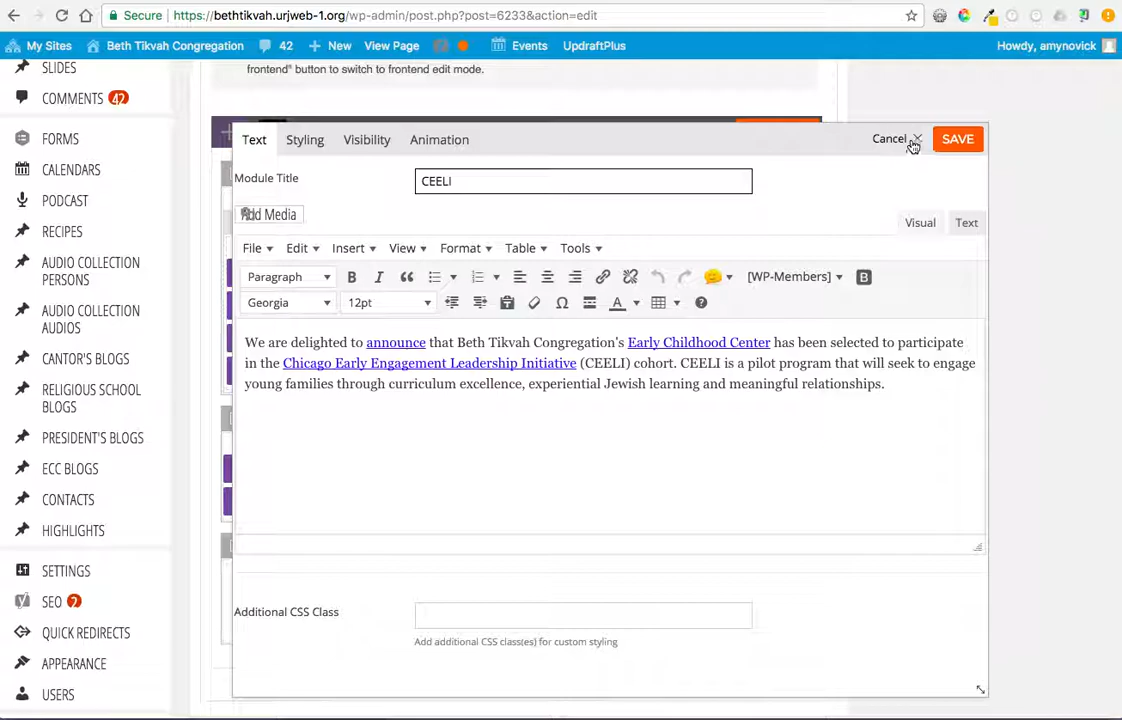 Secure https://bethtikvah.urjweb-1.org/wp-admin/post.php?post=6233&action=edit
My Sites Beth Tikvah Congregation 42 + New View Page Events UpdraftPlus Howdy, amynovick
SLIDES
frontend" button to switch to frontend edit mode.
COMMENTS 42
FORMS
CALENDARS
PODCAST
RECIPES
AUDIO COLLECTION
PERSONS
AUDIO COLLECTION
AUDIOS
CANTOR'S BLOGS
RELIGIOUS SCHOOL
BLOGS
PRESIDENT'S BLOGS
ECC BLOGS
CONTACTS
HIGHLIGHTS
SETTINGS
SEO 2
QUICK REDIRECTS
APPEARANCE
USERS
Text Styling Visibility Animation Cancel SAVE
Module Title CEELI
Add Media
Visual Text
File Edit Insert View Format Table Tools
Paragraph B I [WP-Members] B
Georgia 12pt A
We are delighted to announce that Beth Tikvah Congregation's Early Childhood Center has been selected to participate
in the Chicago Early Engagement Leadership Initiative (CEELI) cohort. CEELI is a pilot program that will seek to engage
young families through curriculum excellence, experiential Jewish learning and meaningful relationships.
Additional CSS Class
Add additional CSS class(es) for custom styling